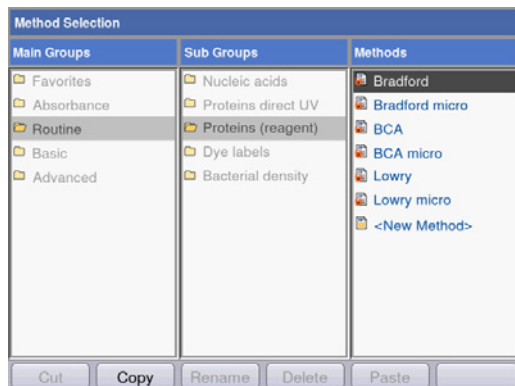 Method Selection
Main Groups
Sub Groups
Methods
Favorites
Absorbance
Routine
Basic
Advanced
Nucleic acids
Proteins direct UV
Proteins (reagent)
Dye labels
Bacterial density
Bradford
Bradford micro
BCA
BCA micro
Lowry
Lowry micro
<New Method>
Cut
Copy
Rename
Delete
Paste